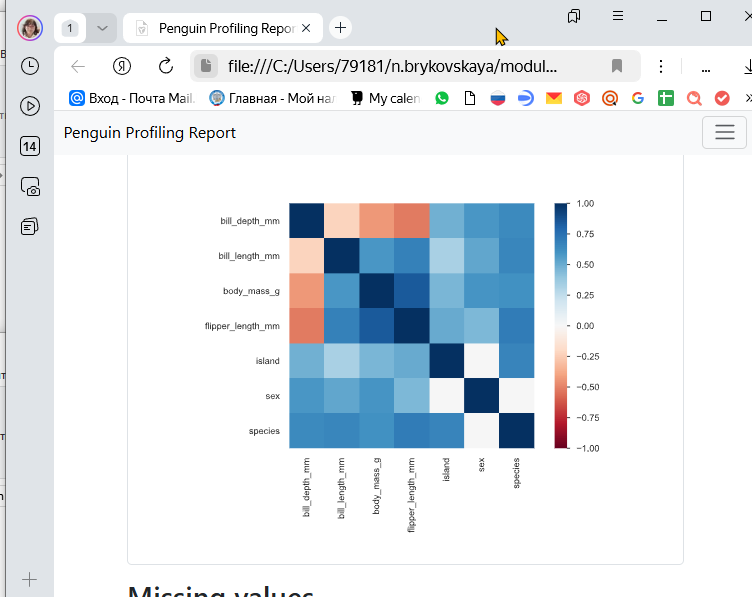 1
Penguin Profiling Repor
file:///C:/Users/79181/n.brykovskaya/modul...
Вход - Почта Mail.
Главная - Мой нал
My calen
14
Penguin Profiling Report
bill_depth_mm
bill_length_mm
body_mass_g
flipper_length_mm
island
sex
species
1.00
0.75
0.50
0.25
0.00
−0.25
−0.50
−0.75
−1.00
bill_depth_mm
bill_length_mm
body_mass_g
flipper_length_mm
island
sex
species
Missing values